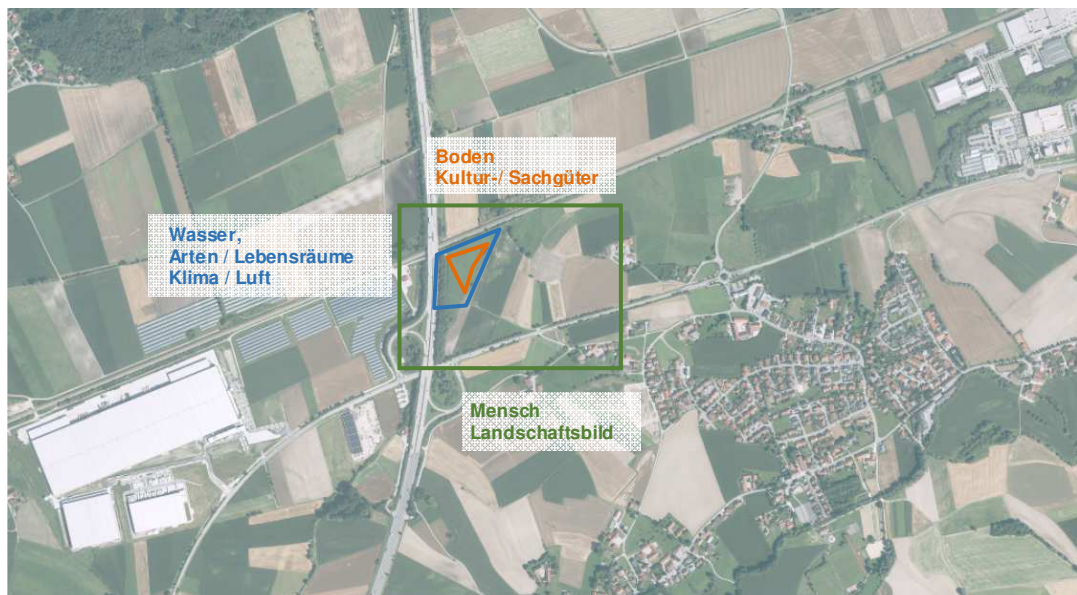 Boden
Kultur-/ Sachgüter
Wasser,
Arten / Lebensräume
Klima / Luft
Mensch
Landschaftsbild